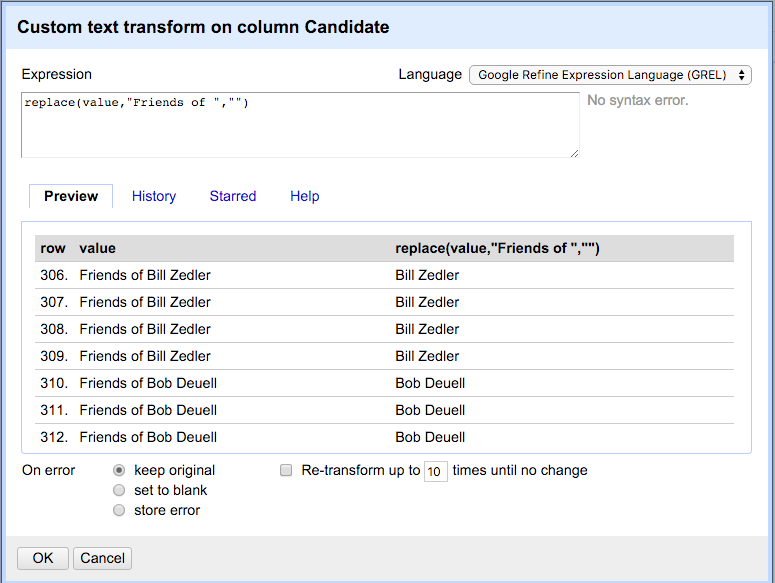 Custom text transform on column Candidate
Expression
Language Google Refine Expression Language (GREL)
replace(value,"Friends of ","")
No syntax error.
Preview History Starred Help
row value replace(value,"Friends of ","")
306. Friends of Bill Zedler Bill Zedler
307. Friends of Bill Zedler Bill Zedler
308. Friends of Bill Zedler Bill Zedler
309. Friends of Bill Zedler Bill Zedler
310. Friends of Bob Deuell Bob Deuell
311. Friends of Bob Deuell Bob Deuell
312. Friends of Bob Deuell Bob Deuell
On error keep original Re-transform up to 10 times until no change
set to blank
store error
OK Cancel